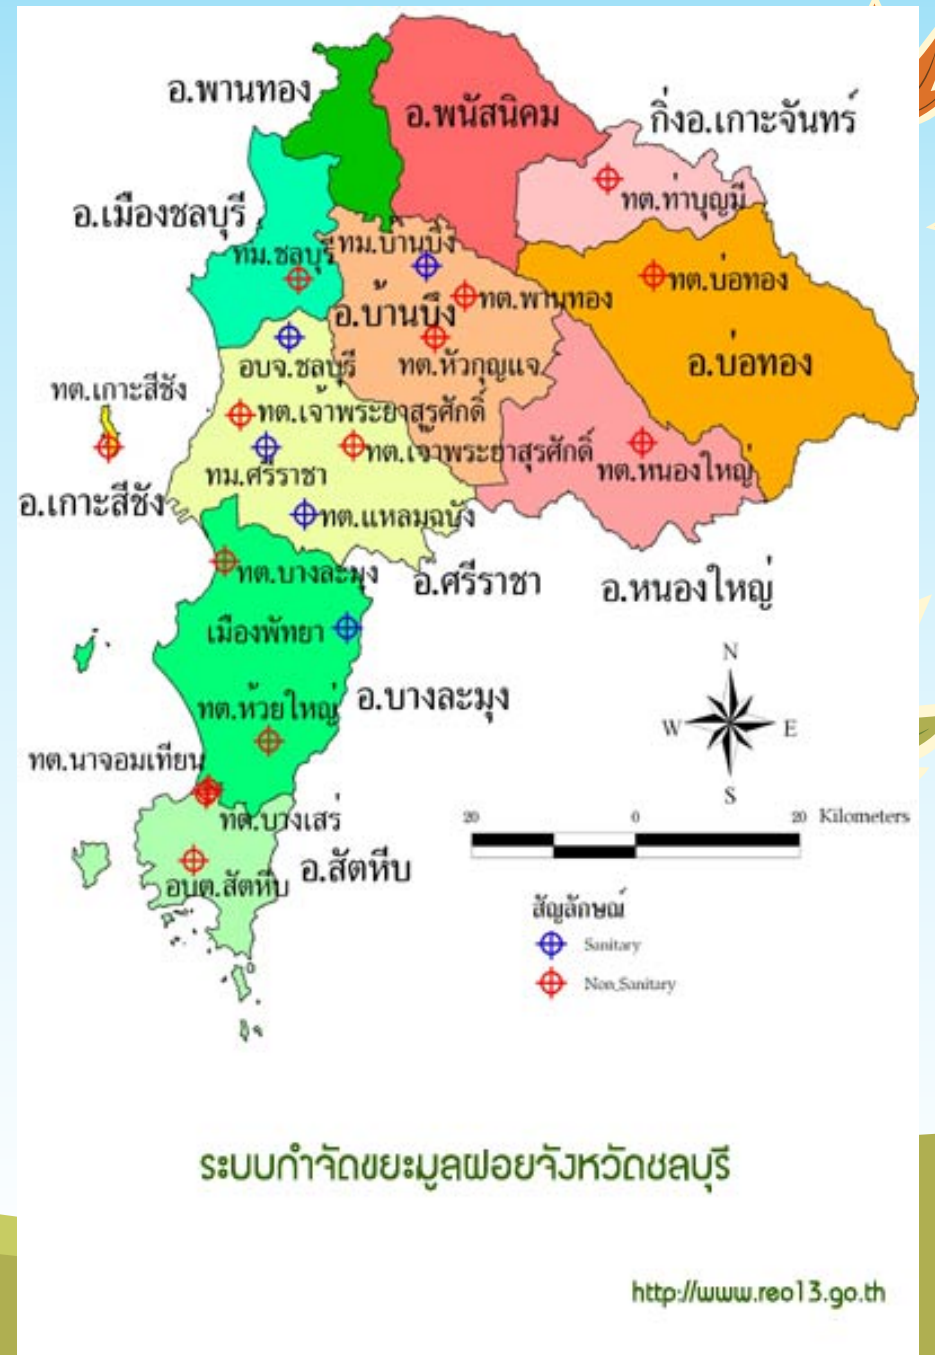 อ.พานทอง
อ.พนัสนิคม
กิ่งอ.เกาะจันทร์
ทต.ท่าบุญมี
อ.เมืองชลบุรี
ทม.ชลบุรี
ทม.บ้านบึง
ทต.บ่อทอง
ทต.พานทอง
อ.บ้านบึง
อบจ.ชลบุรี
ทต.หัวกุญแจ
อ.บ่อทอง
ทต.เกาะสีชัง
ทต.เจ้าพระยาสุรศักดิ์
ทต.เจ้าพระยาสุรศักดิ์
ทม.ศรีราชา
ทต.หนองใหญ่
อ.เกาะสีชัง
ทต.แหลมฉบัง
ทต.บางละมุง
อ.ศรีราชา
อ.หนองใหญ่
เมืองพัทยา
N
อ.บางละมุง
ทต.ห้วยใหญ่
W
E
ทต.นาจอมเทียน
S
ทต.บางเสร่
20 0 20 Kilometers
อ.สัตหีบ
อบต.สัตหีบ
สัญลักษณ์
Sanitary
Non_Sanitary
ระบบกำจัดขยะมูลฝอยจังหวัดชลบุรี
http://www.reo13.go.th